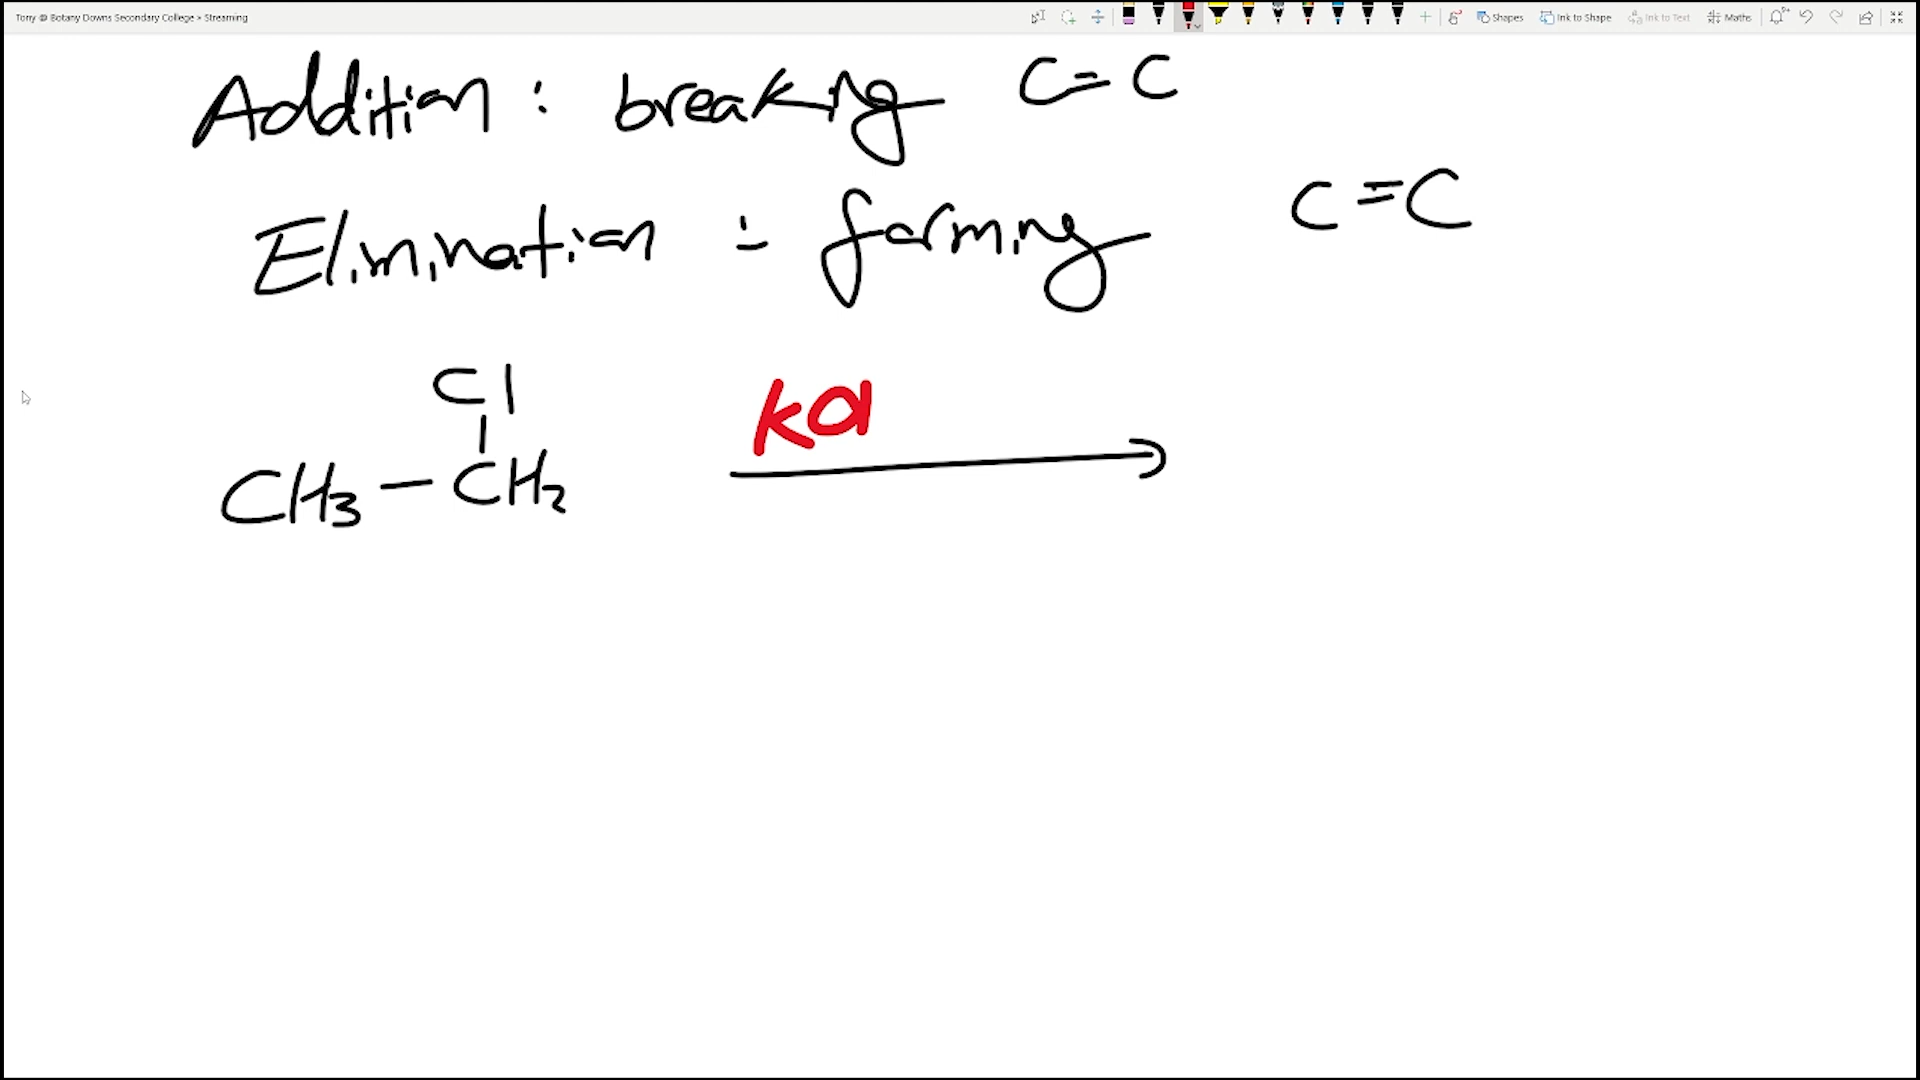 Tony @ Botany Downs Secondary College » Streaming
Shapes Ink to Shape Ink to Text Maths
Addition : breaking C=C
Elimination : forming C=C
Cl
CH3-CH2